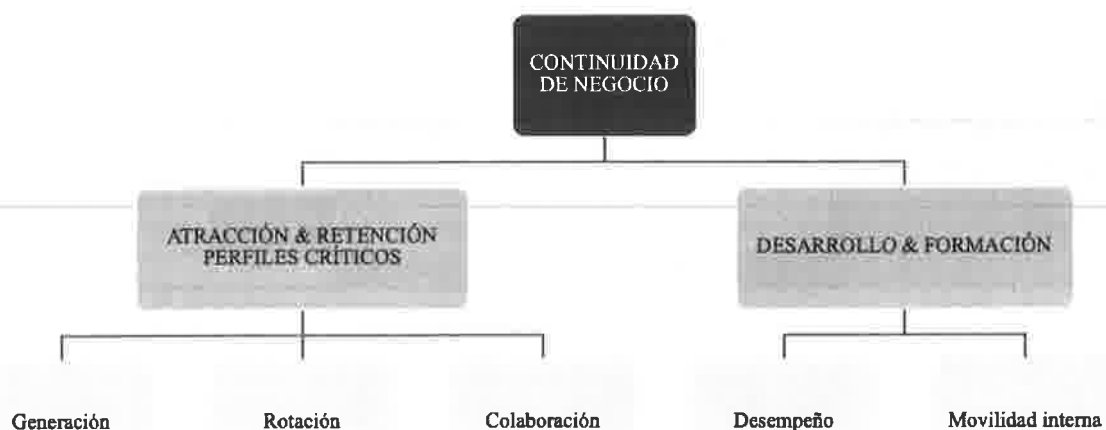 CONTINUIDAD
DE NEGOCIO
ATRACCIÓN & RETENCIÓN
PERFILES CRÍTICOS
DESARROLLO & FORMACIÓN
Generación
Rotación
Colaboración
Desempeño
Movilidad interna